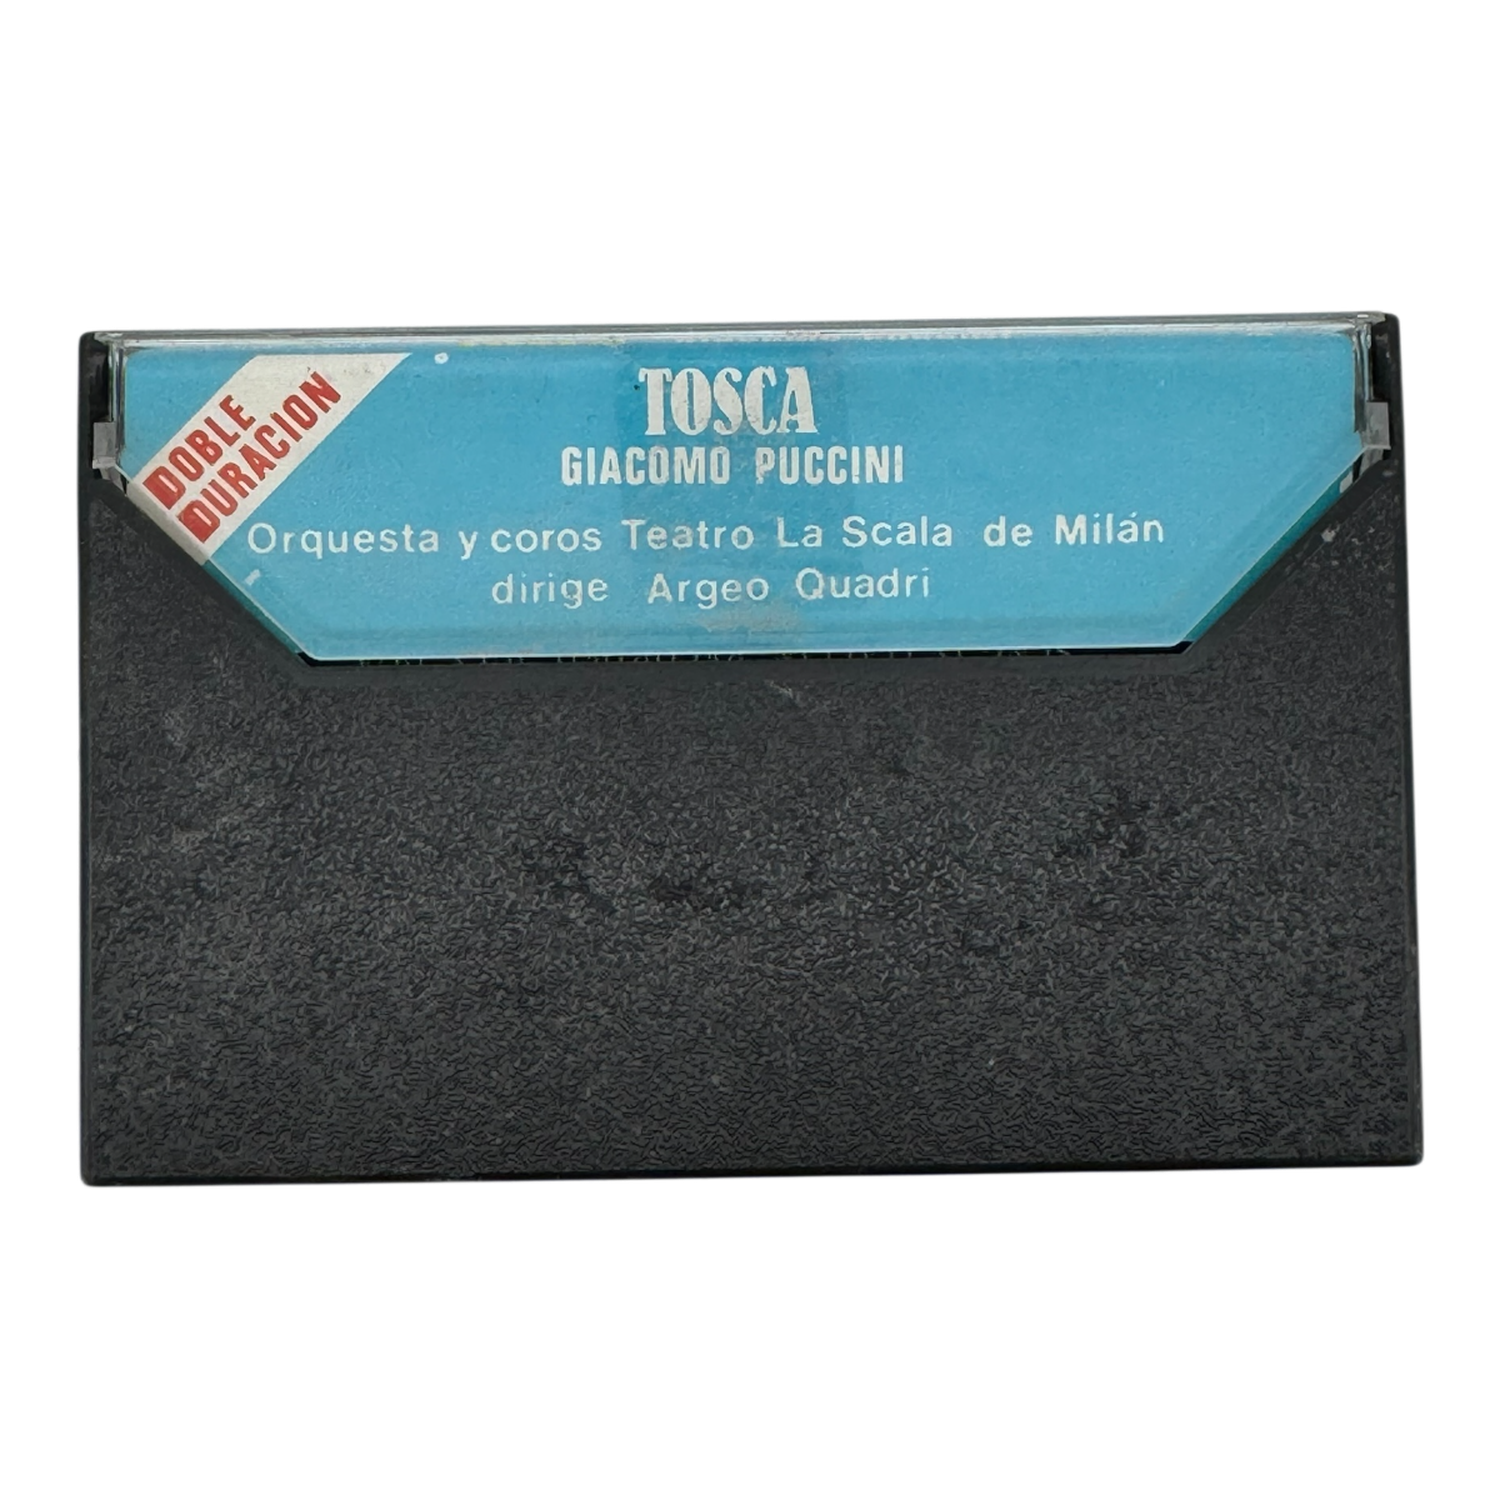 DOBLE
DURACION
TOSCA
GIACOMO PUCCINI
Orquesta y coros Teatro La Scala de Milán
dirige Argeo Quadri